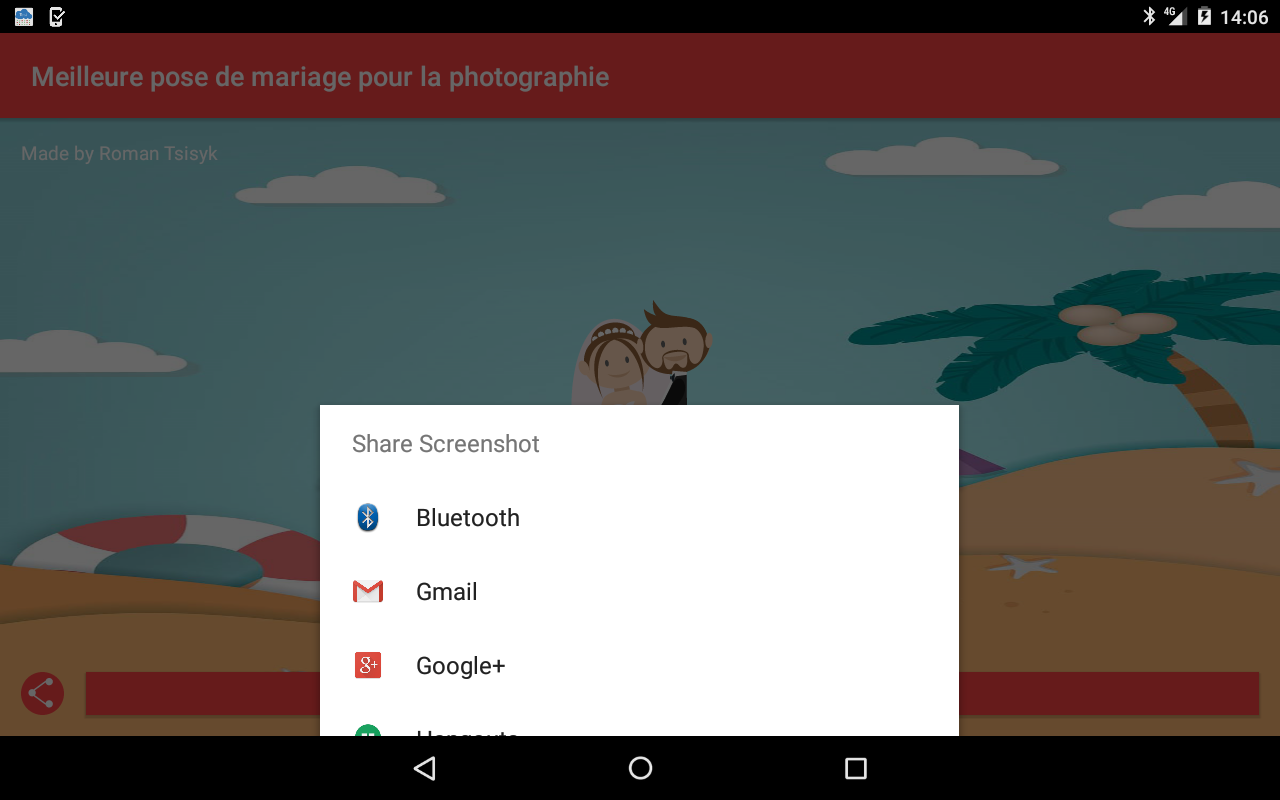 4G 14:06
Meilleure pose de mariage pour la photographie
Made by Roman Tsisyk
Share Screenshot
Bluetooth
Gmail
Google+
Hangouts